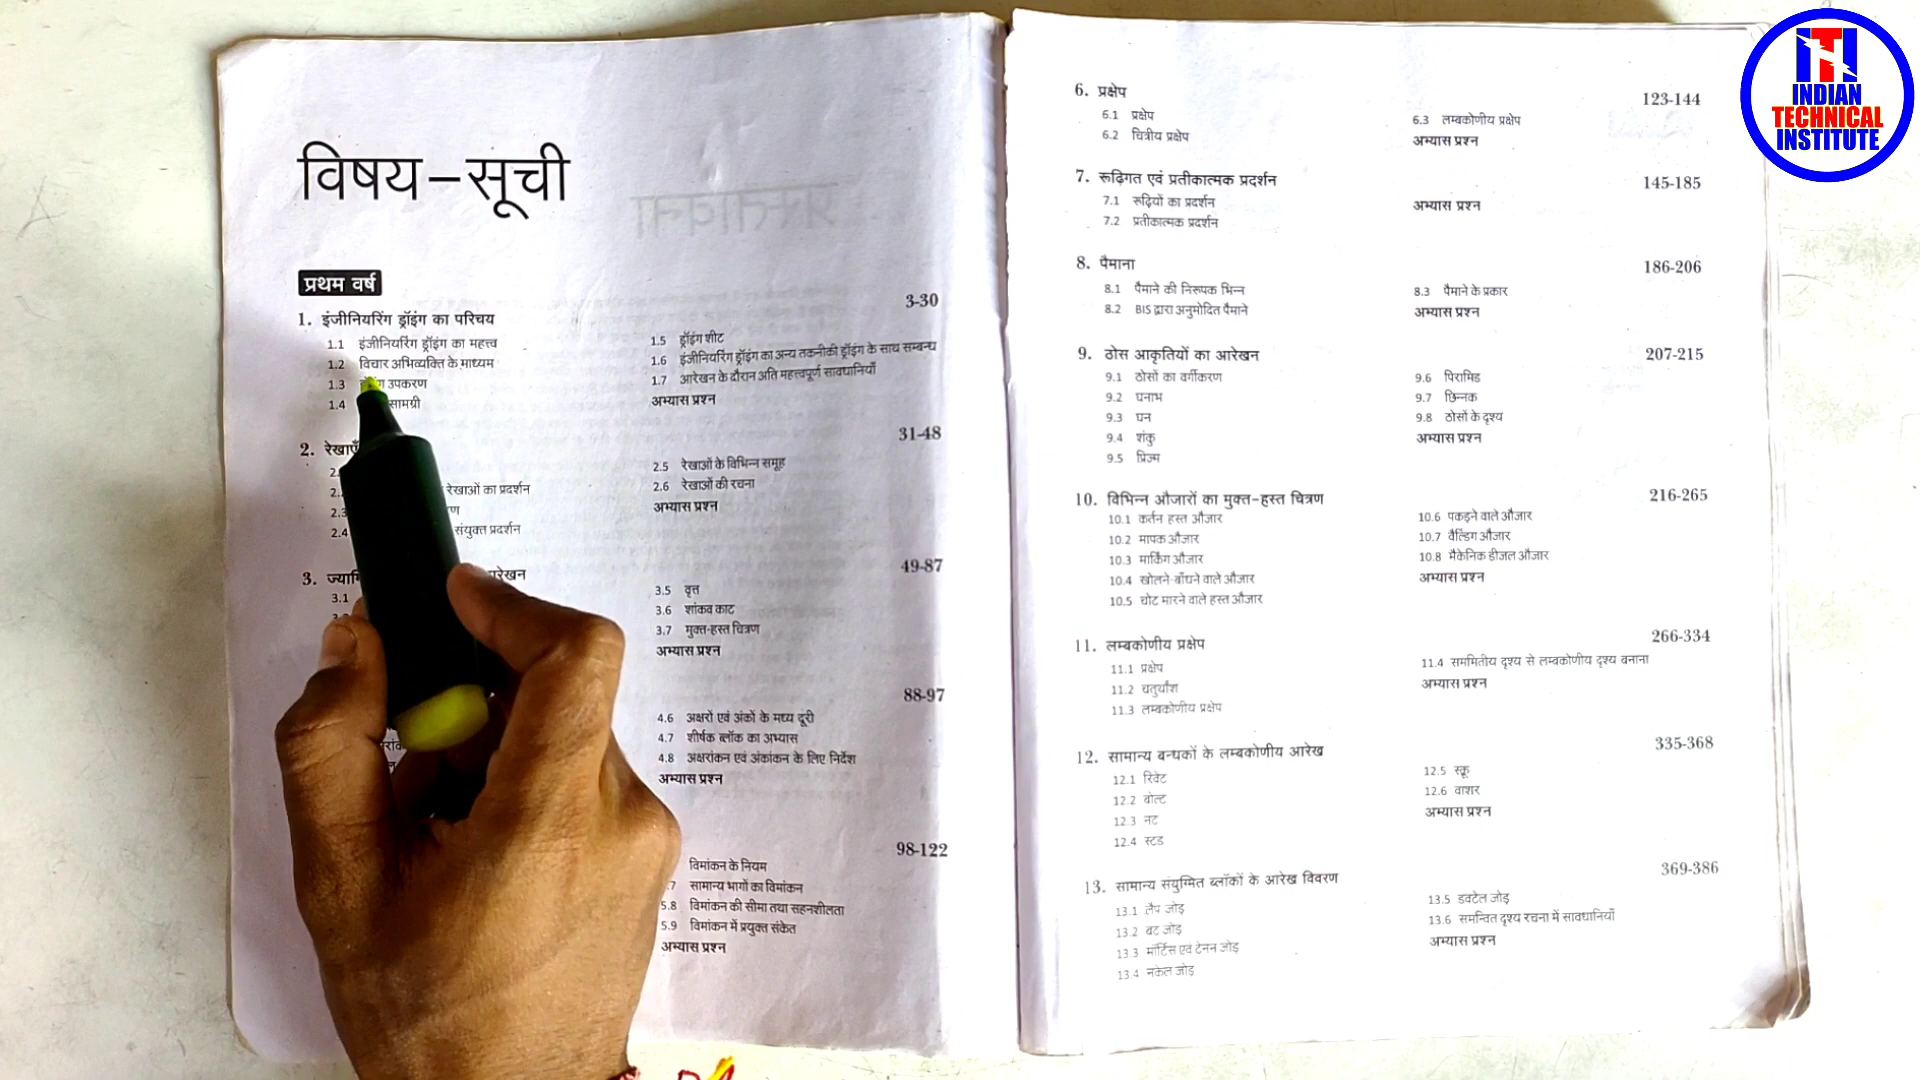 विषय–सूची
प्रथम वर्ष
1. इंजीनियरिंग ड्रॉइंग का परिचय 3-30
1.1 इंजीनियरिंग ड्रॉइंग का महत्त्व
1.2 विचार अभिव्यक्ति के माध्यम
1.3 उपकरण
1.4 सामग्री
1.5 ड्रॉइंग शीट
1.6 इंजीनियरिंग ड्रॉइंग का अन्य तकनीकी ड्रॉइंग के साथ सम्बन्ध
1.7 आरेखन के दौरान अति महत्त्वपूर्ण सावधानियाँ
अभ्यास प्रश्न
2. रेखाएँ 31-48
रेखाओं का प्रदर्शन
2.3
2.4 संयुक्त प्रदर्शन
2.5 रेखाओं के विभिन्न समूह
2.6 रेखाओं की रचना
अभ्यास प्रश्न
3. 49-87
3.1
3.5 वृत्त
3.6 शांकव काट
3.7 मुक्त-हस्त चित्रण
अभ्यास प्रश्न
88-97
4.6 अक्षरों एवं अंकों के मध्य दूरी
4.7 शीर्षक ब्लॉक का अभ्यास
4.8 अक्षरांकन एवं अंकांकन के लिए निर्देश
अभ्यास प्रश्न
98-122
विमांकन के नियम
.7 सामान्य भागों का विमांकन
5.8 विमांकन की सीमा तथा सहनशीलता
5.9 विमांकन में प्रयुक्त संकेत
अभ्यास प्रश्न
6. प्रक्षेप 123-144
6.1 प्रक्षेप
6.2 चित्रीय प्रक्षेप
6.3 लम्बकोणीय प्रक्षेप
अभ्यास प्रश्न
7. रूढ़िगत एवं प्रतीकात्मक प्रदर्शन 145-185
7.1 रूढ़ियों का प्रदर्शन
7.2 प्रतीकात्मक प्रदर्शन
अभ्यास प्रश्न
8. पैमाना 186-206
8.1 पैमाने की निरूपक भिन्न
8.2 BIS द्वारा अनुमोदित पैमाने
8.3 पैमाने के प्रकार
अभ्यास प्रश्न
9. ठोस आकृतियों का आरेखन 207-215
9.1 ठोसों का वर्गीकरण
9.2 घनाभ
9.3 घन
9.4 शंकु
9.5 प्रिज्म
9.6 पिरामिड
9.7 छिन्नक
9.8 ठोसों के दृश्य
अभ्यास प्रश्न
10. विभिन्न औजारों का मुक्त-हस्त चित्रण 216-265
10.1 कर्तन हस्त औजार
10.2 मापक औजार
10.3 मार्किंग औजार
10.4 खोलने-बाँधने वाले औजार
10.5 चोट मारने वाले हस्त औजार
10.6 पकड़ने वाले औजार
10.7 वैल्डिंग औजार
10.8 मैकेनिक डीजल औजार
अभ्यास प्रश्न
11. लम्बकोणीय प्रक्षेप 266-334
11.1 प्रक्षेप
11.2 चतुर्थांश
11.3 लम्बकोणीय प्रक्षेप
11.4 सममितीय दृश्य से लम्बकोणीय दृश्य बनाना
अभ्यास प्रश्न
12. सामान्य बन्धकों के लम्बकोणीय आरेख 335-368
12.1 रिवेट
12.2 बोल्ट
12.3 नट
12.4 स्टड
12.5 स्क्रू
12.6 वाशर
अभ्यास प्रश्न
13. सामान्य संयुग्मित ब्लॉकों के आरेख विवरण 369-386
13.1 लैप जोड़
13.2 बट जोड़
13.3 मॉर्टिस एवं टेनन जोड़
13.4 नकेल जोड़
13.5 डवटेल जोड़
13.6 समन्वित दृश्य रचना में सावधानियाँ
अभ्यास प्रश्न
ITI
INDIAN
TECHNICAL
INSTITUTE